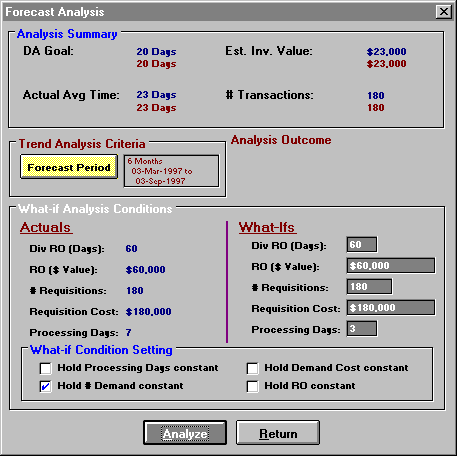 Forecast Analysis
Analysis Summary
DA Goal: 20 Days Est. Inv. Value: $23,000
20 Days $23,000
Actual Avg Time: 23 Days # Transactions: 180
23 Days 180
Trend Analysis Criteria
Forecast Period
6 Months
03-Mar-1997 to
03-Sep-1997
Analysis Outcome
What-if Analysis Conditions
Actuals
Div RO (Days): 60
RO ($ Value): $60,000
# Requisitions: 180
Requisition Cost: $180,000
Processing Days: 7
What-Ifs
Div RO (Days): 60
RO ($ Value): $60,000
# Requisitions: 180
Requisition Cost: $180,000
Processing Days: 3
What-if Condition Setting
Hold Processing Days constant
Hold # Demand constant
Hold Demand Cost constant
Hold RO constant
Analyze
Return